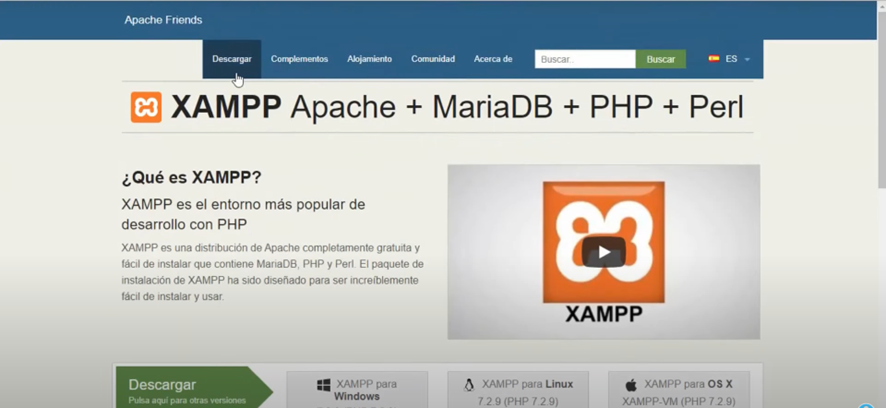 Apache Friends
Descargar Complementos Alojamiento Comunidad Acerca de Buscar.. Buscar ES
XAMPP Apache + MariaDB + PHP + Perl
¿Qué es XAMPP?
XAMPP es el entorno más popular de
desarrollo con PHP
XAMPP es una distribución de Apache completamente gratuita y
fácil de instalar que contiene MariaDB, PHP y Perl. El paquete de
instalación de XAMPP ha sido diseñado para ser increíblemente
fácil de instalar y usar.
XAMPP
Descargar
Pulsa aquí para otras versiones
XAMPP para
Windows
XAMPP para Linux
7.2.9 (PHP 7.2.9)
XAMPP para OS X
XAMPP-VM (PHP 7.2.9)